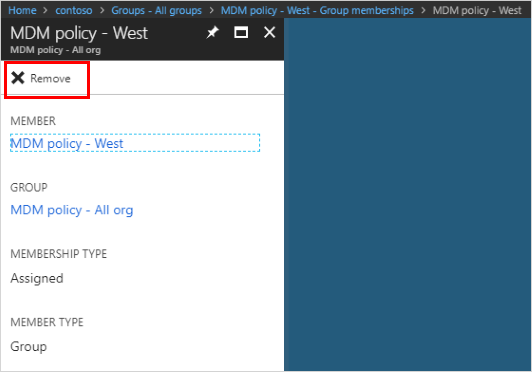 Home > contoso > Groups - All groups > MDM policy - West - Group memberships > MDM policy - West
MDM policy - West
MDM policy - All org
Remove
MEMBER
MDM policy - West
GROUP
MDM policy - All org
MEMBERSHIP TYPE
Assigned
MEMBER TYPE
Group